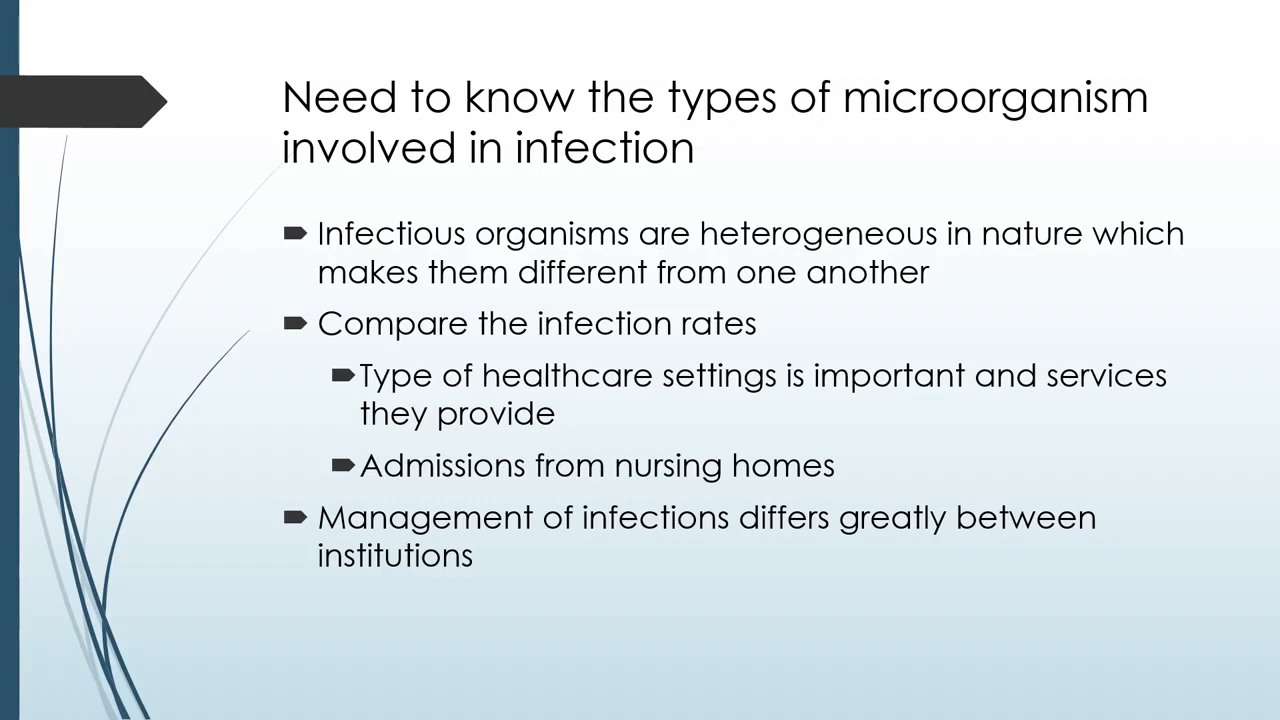 Need to know the types of microorganism
involved in infection
Infectious organisms are heterogeneous in nature which
makes them different from one another
Compare the infection rates
Type of healthcare settings is important and services
they provide
Admissions from nursing homes
Management of infections differs greatly between
institutions